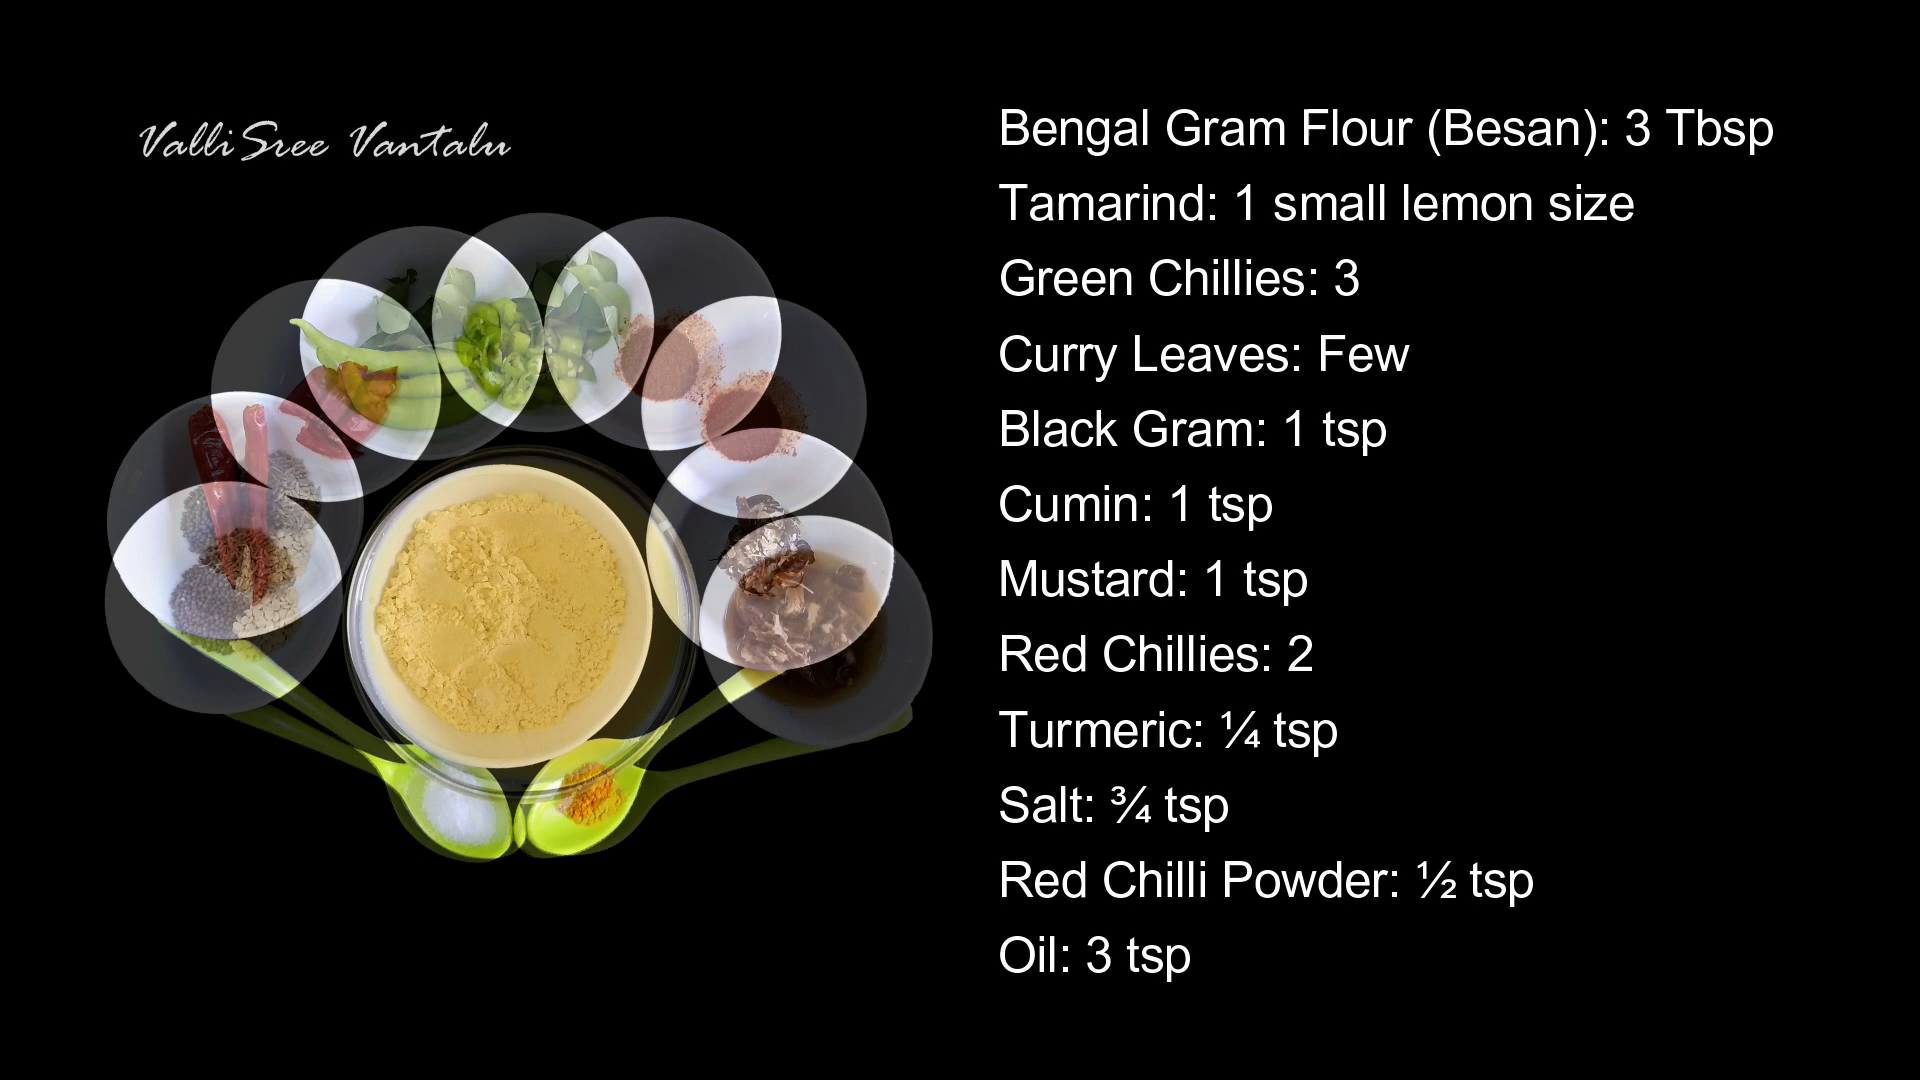 ValliSree Vantalu
Bengal Gram Flour (Besan): 3 Tbsp
Tamarind: 1 small lemon size
Green Chillies: 3
Curry Leaves: Few
Black Gram: 1 tsp
Cumin: 1 tsp
Mustard: 1 tsp
Red Chillies: 2
Turmeric: ¼ tsp
Salt: ¾ tsp
Red Chilli Powder: ½ tsp
Oil: 3 tsp